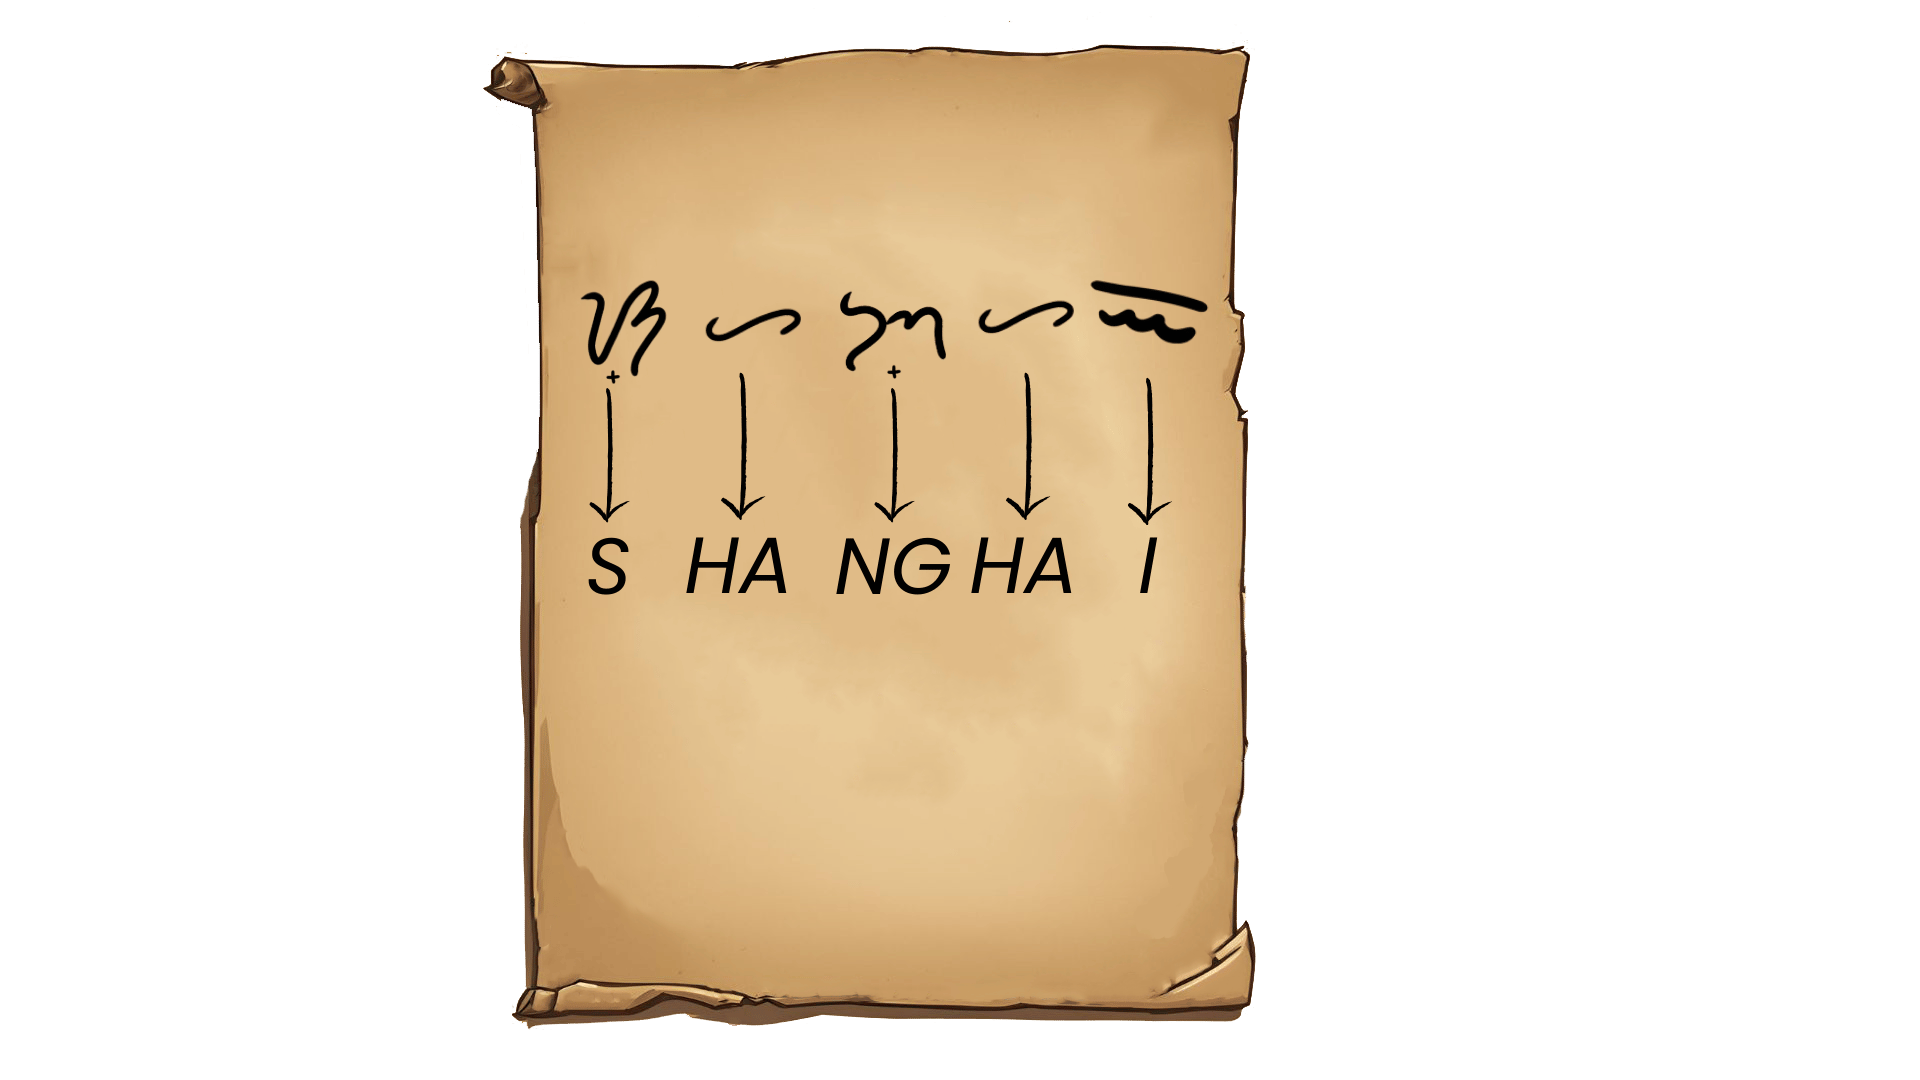 ᜐ᜔ ᜑ ᜅ᜔ ᜑ ᜁ
S HA NG HA I